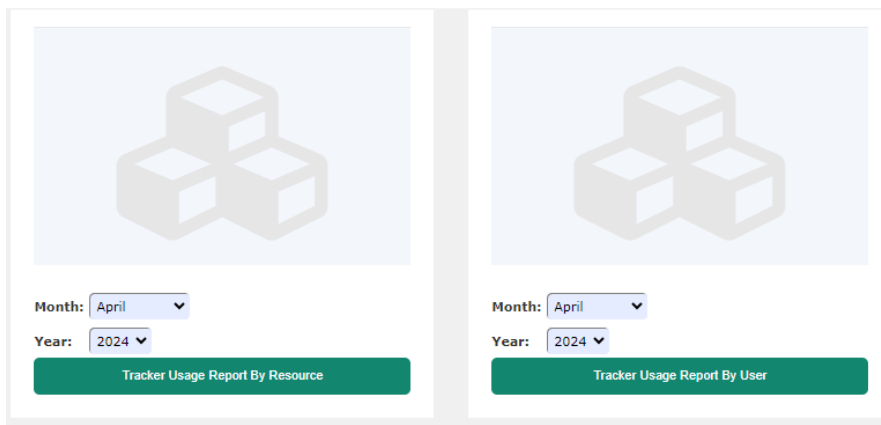 Month: April
Year: 2024
Tracker Usage Report By Resource
Month: April
Year: 2024
Tracker Usage Report By User